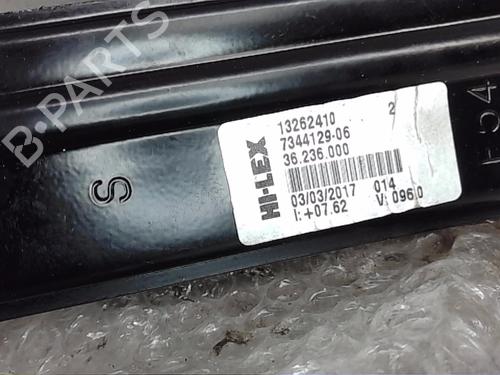 B-PARTS
S
HI-LEX
13262410 2
7344129-06
36.236.000
03/03/2017 014
I:+07.62 V:0960